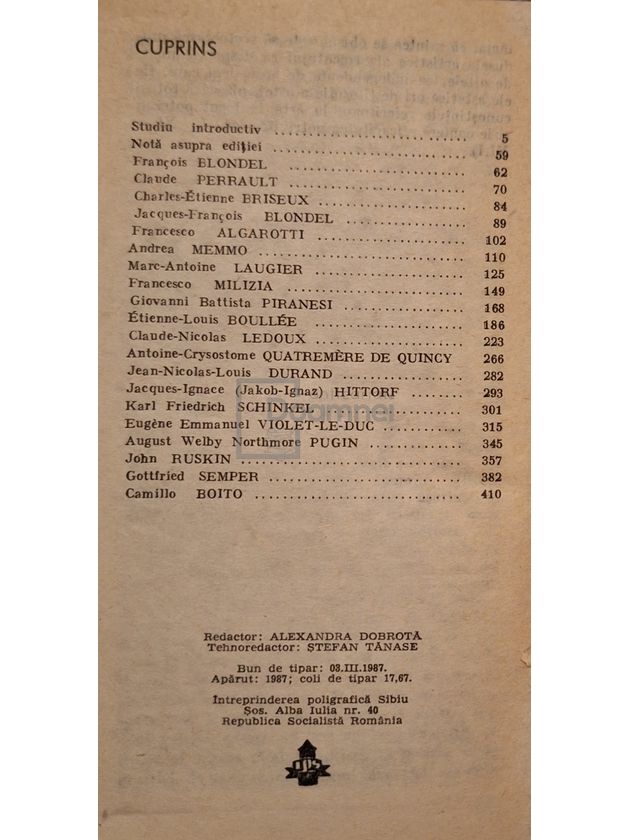 CUPRINS
Studiu introductiv .......................... 5
Notă asupra ediției .......................... 59
François BLONDEL .......................... 62
Claude PERRAULT .......................... 70
Charles-Étienne BRISEUX .......................... 84
Jacques-François BLONDEL .......................... 89
Francesco ALGAROTTI .......................... 102
Andrea MEMMO .......................... 110
Marc-Antoine LAUGIER .......................... 125
Francesco MILIZIA .......................... 149
Giovanni Battista PIRANESI .......................... 168
Étienne-Louis BOULLÉE .......................... 186
Claude-Nicolas LEDOUX .......................... 223
Antoine-Crysostome QUATREMÈRE DE QUINCY 266
Jean-Nicolas-Louis DURAND .......................... 282
Jacques-Ignace (Jakob-Ignaz) HITTORF .......... 293
Karl Friedrich SCHINKEL .......................... 301
Eugène Emmanuel VIOLET-LE-DUC .......... 315
August Welby Northmore PUGIN .......... 345
John RUSKIN .......................... 357
Gottfried SEMPER .......................... 382
Camillo BOITO .......................... 410
Redactor: ALEXANDRA DOBROTĂ
Tehnoredactor: ȘTEFAN TĂNASE
Bun de tipar: 03.III.1987.
Apărut: 1987; coli de tipar 17,67.
Întreprinderea poligrafică Sibiu
Șos. Alba Iulia nr. 40
Republica Socialistă România